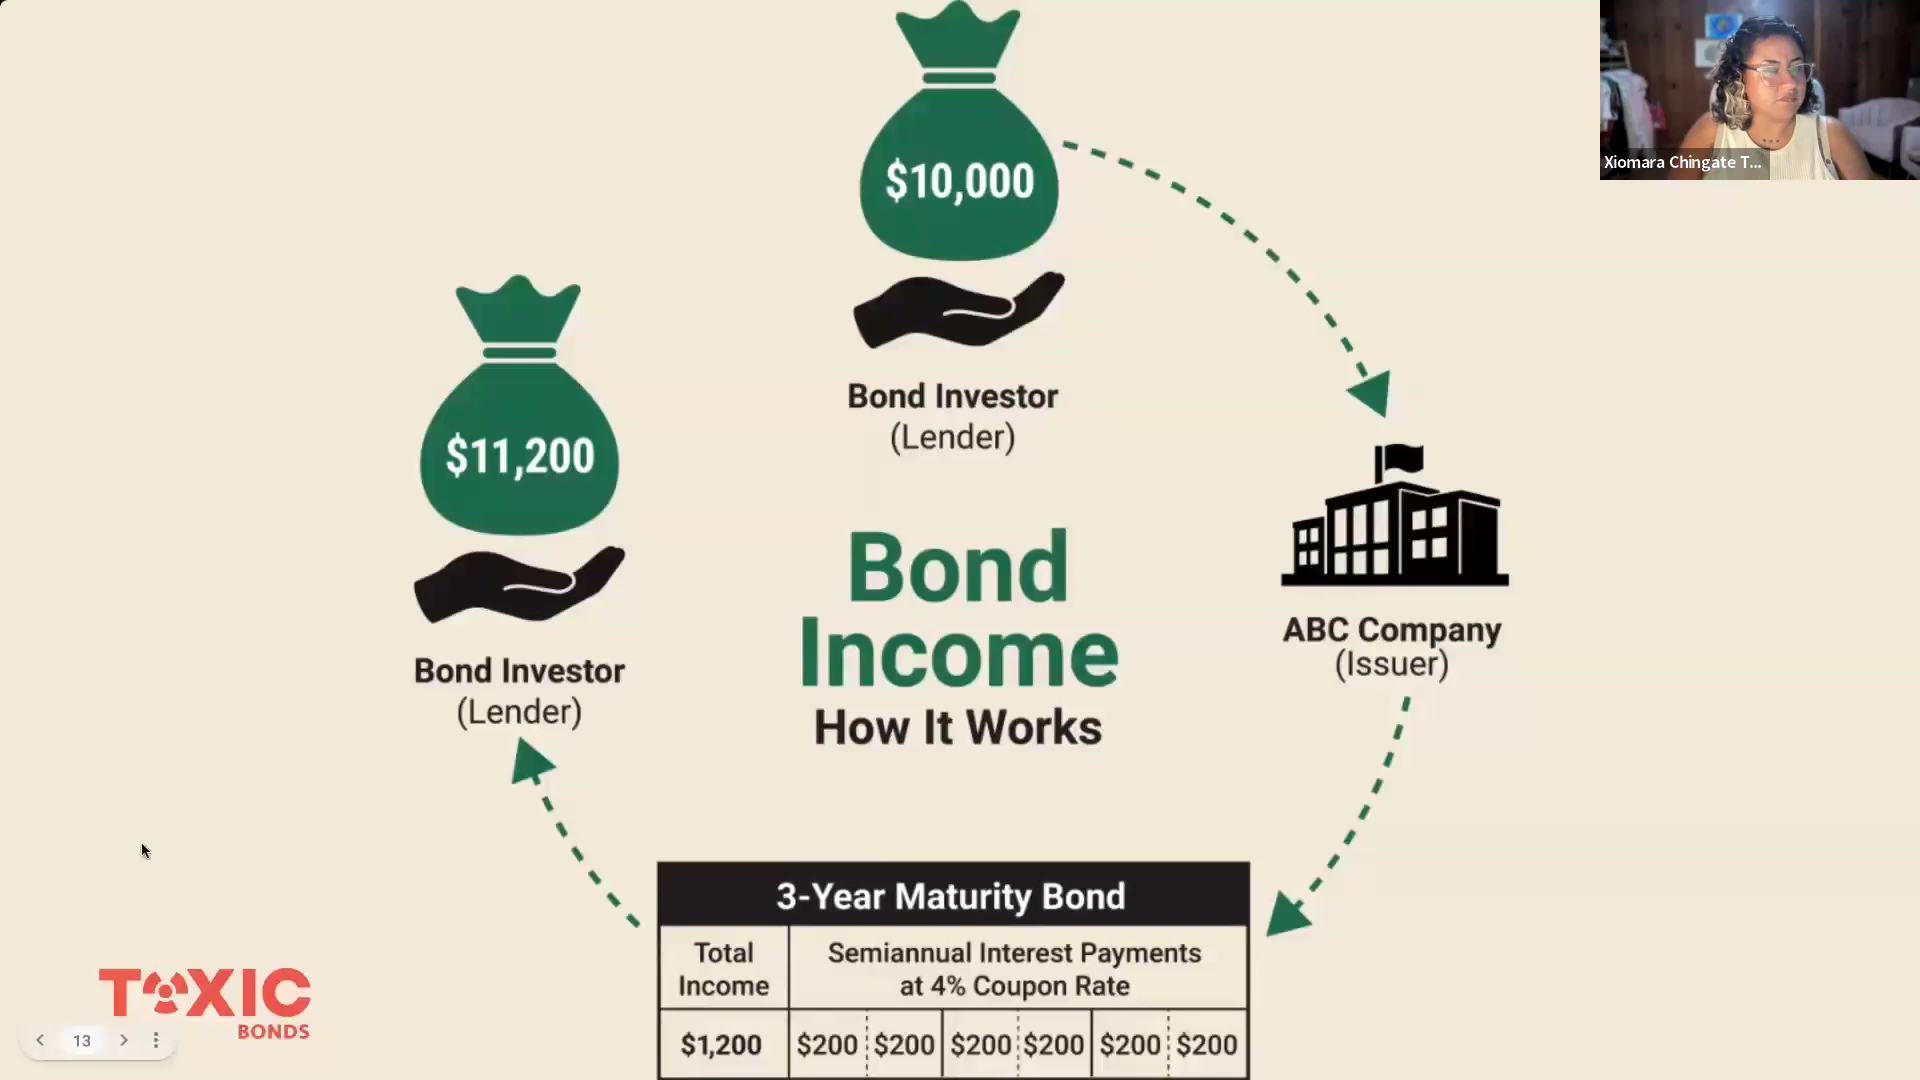 $10,000
Xiomara Chingate T...
Bond Investor
(Lender)
$11,200
Bond Investor
(Lender)
Bond
Income
How It Works
ABC Company
(Issuer)
3-Year Maturity Bond
Total
Income
Semiannual Interest Payments
at 4% Coupon Rate
$1,200 $200 $200 $200 $200 $200 $200
TOXIC
BONDS
13